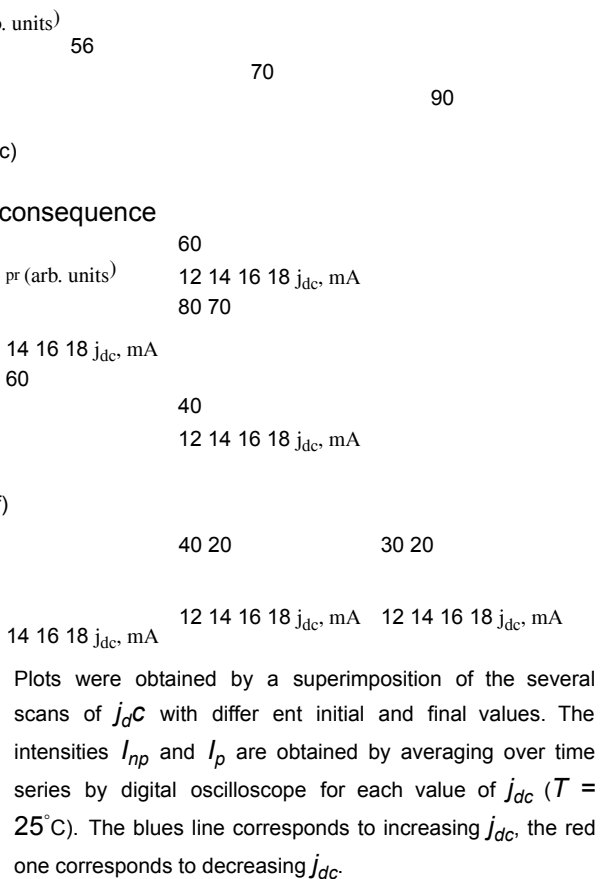 . units)
56
70
90
c)
consequence
60
pr (arb. units) 12 14 16 18 jdc, mA
80 70
14 16 18 jdc, mA
60
40
12 14 16 18 jdc, mA
)
40 20 30 20
12 14 16 18 jdc, mA 12 14 16 18 jdc, mA
14 16 18 jdc, mA
Plots were obtained by a superimposition of the several
scans of jdc with differ ent initial and final values. The
intensities Inp and Ip are obtained by averaging over time
series by digital oscilloscope for each value of jdc (T =
25°C). The blues line corresponds to increasing jdc, the red
one corresponds to decreasing jdc.